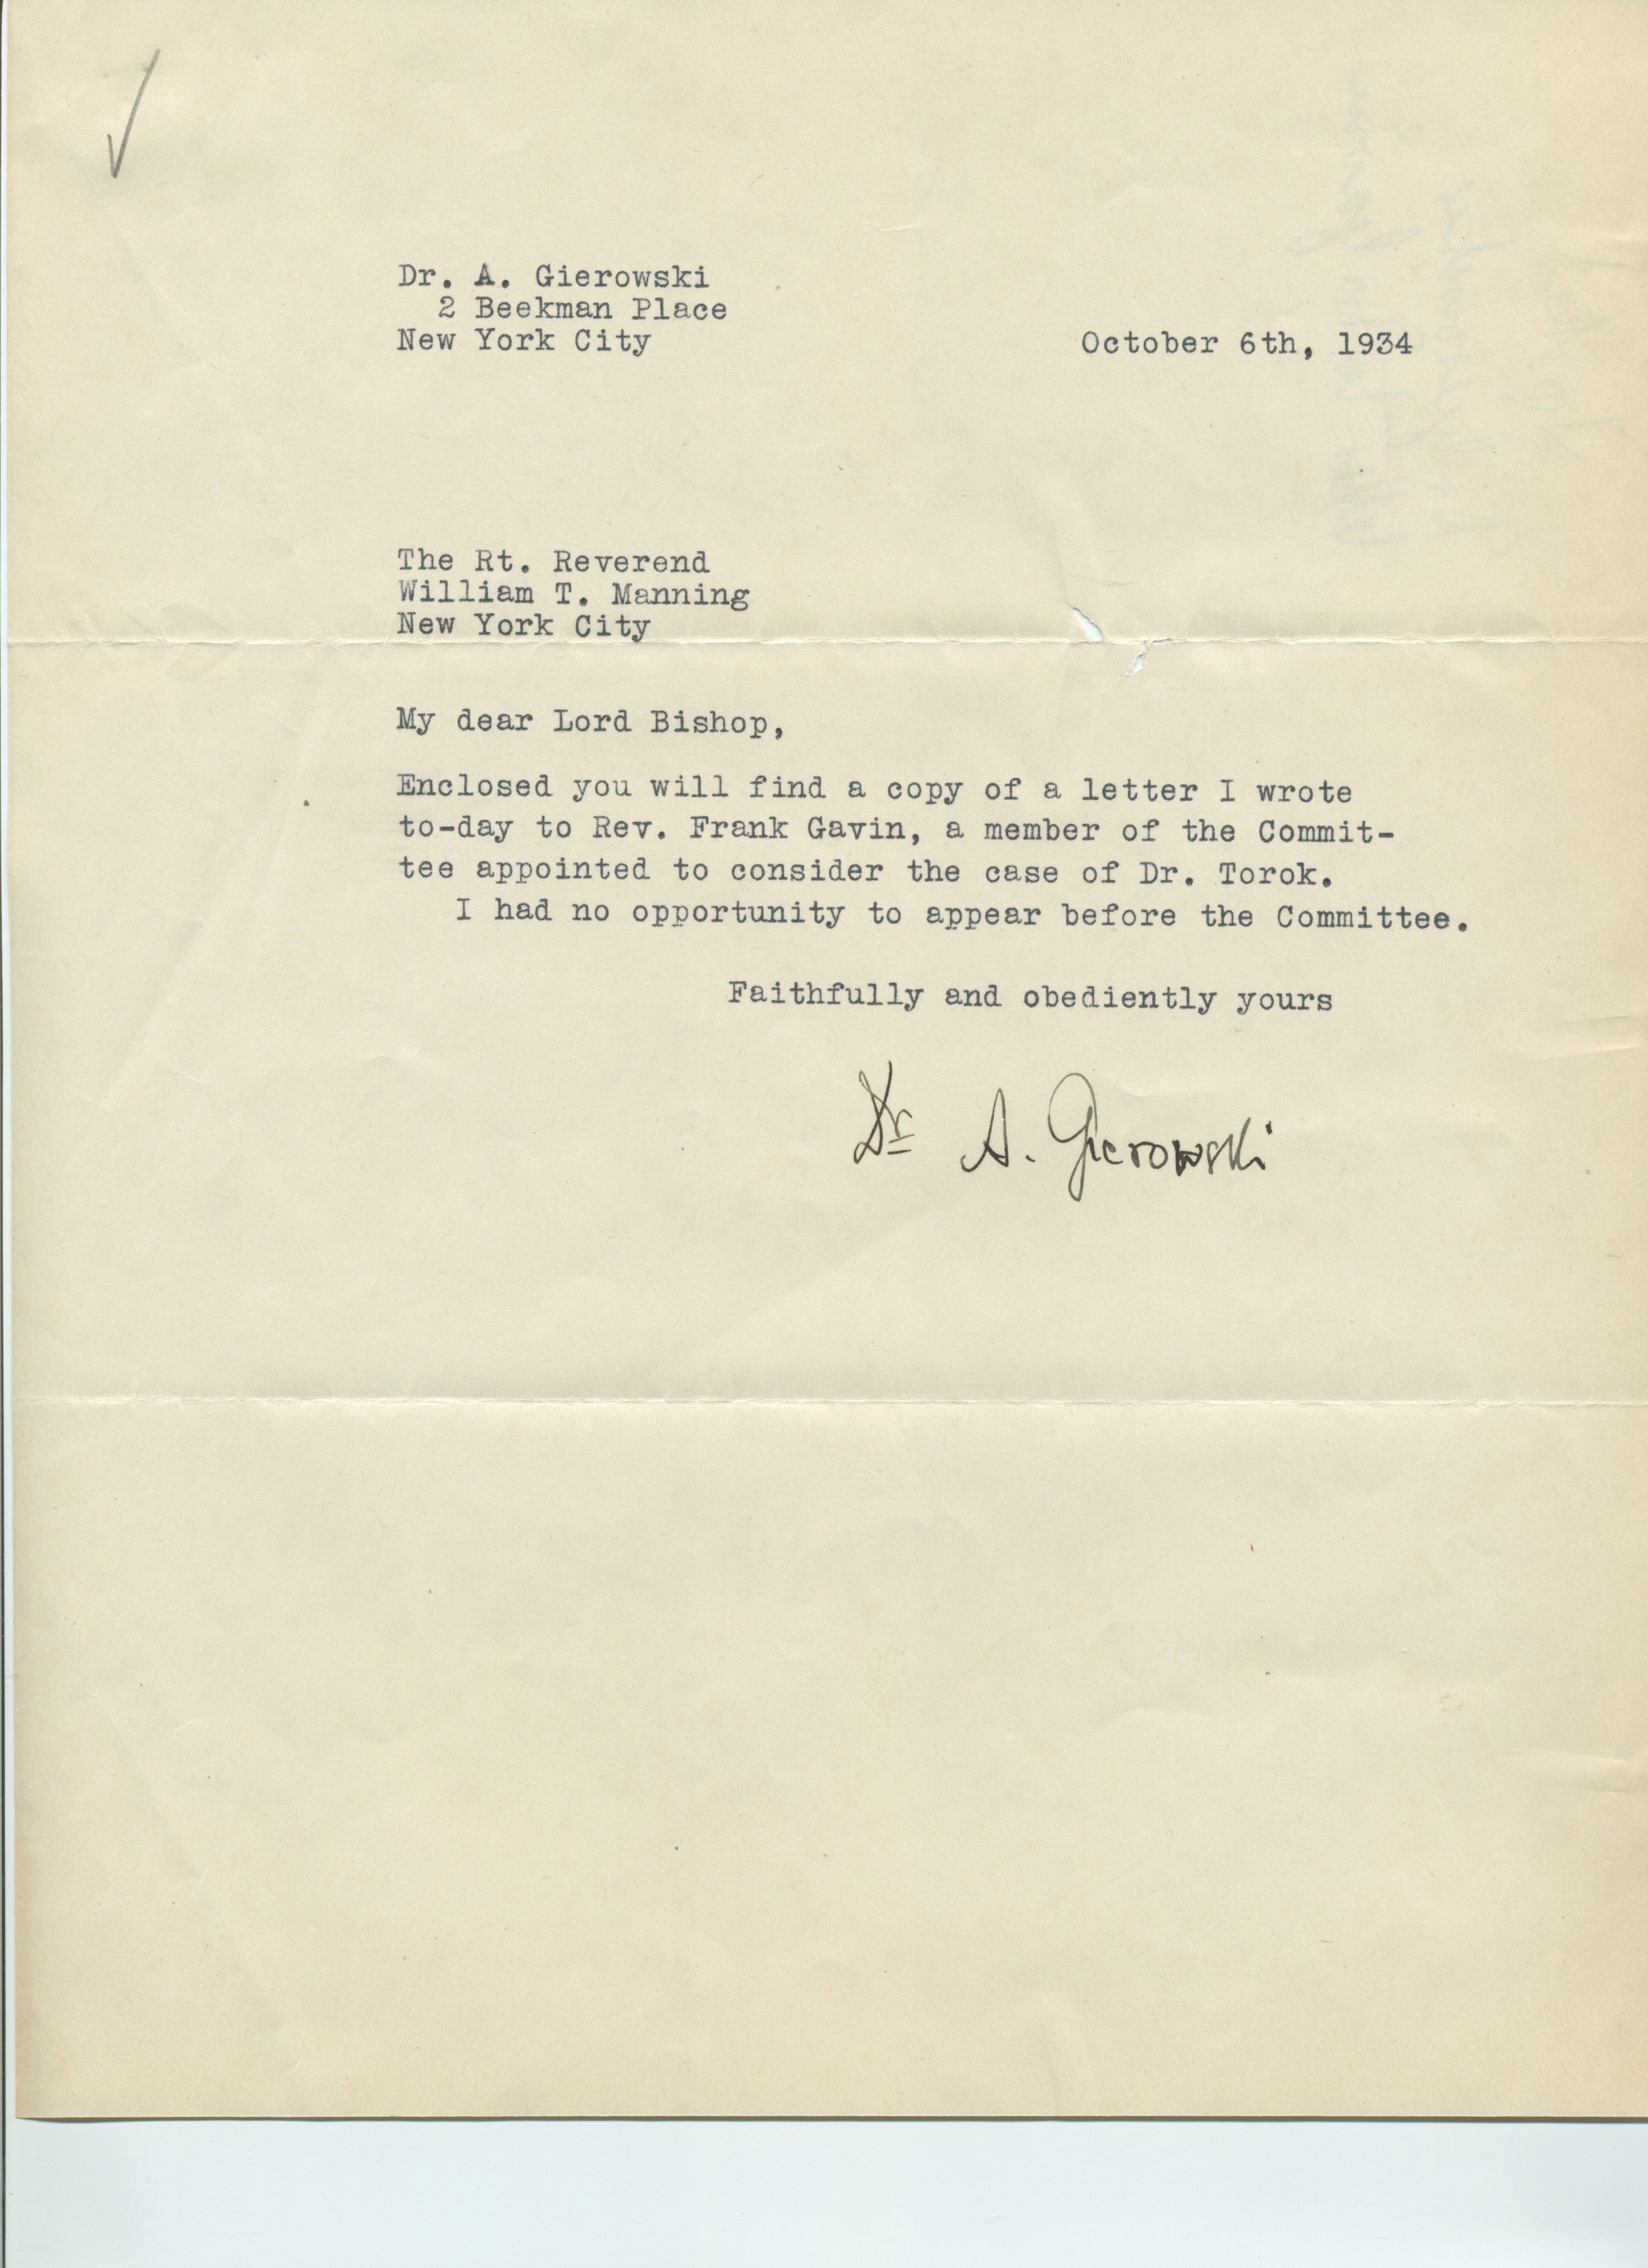 Dr. A. Gierowski
2 Beekman Place
New York City
October 6th, 1934
The Rt. Reverend
William T. Manning
New York City
My dear Lord Bishop,
Enclosed you will find a copy of a letter I wrote
to-day to Rev. Frank Gavin, a member of the Commit-
tee appointed to consider the case of Dr. Torok.
I had no opportunity to appear before the Committee.
Faithfully and obediently yours
Dr A. Gierowski